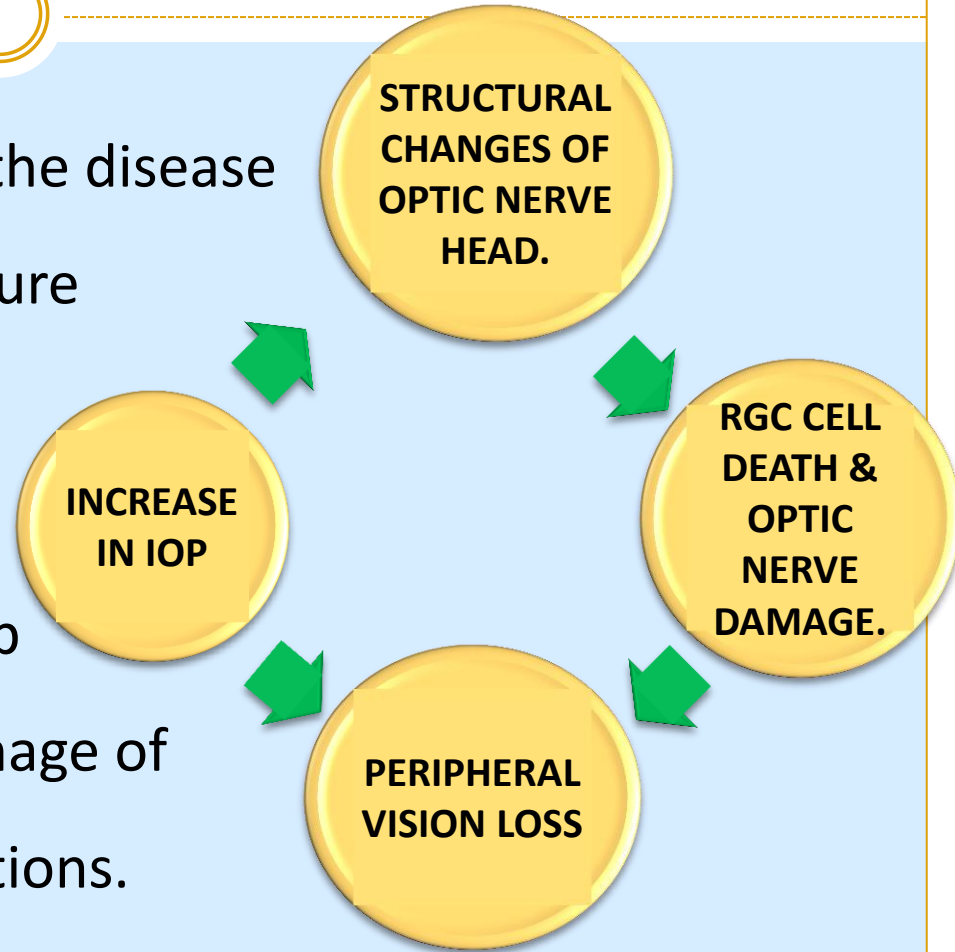 the disease
ure
p
age of
tions.
STRUCTURAL
CHANGES OF
OPTIC NERVE
HEAD.
RGC CELL
DEATH &
OPTIC
NERVE
DAMAGE.
INCREASE
IN IOP
PERIPHERAL
VISION LOSS